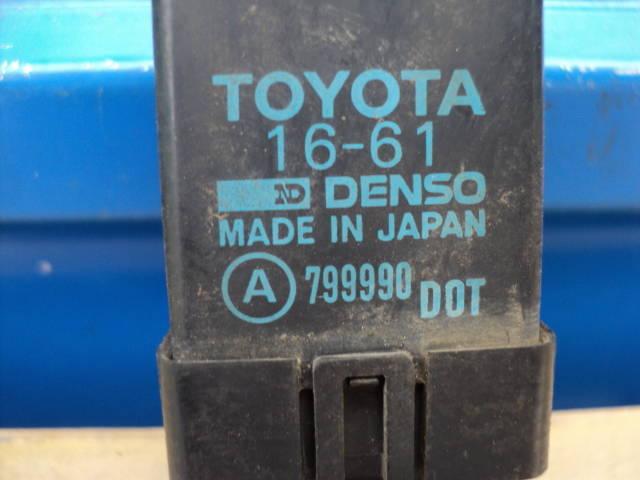 TOYOTA
16-61
ND DENSO
MADE IN JAPAN
A 799990 DOT